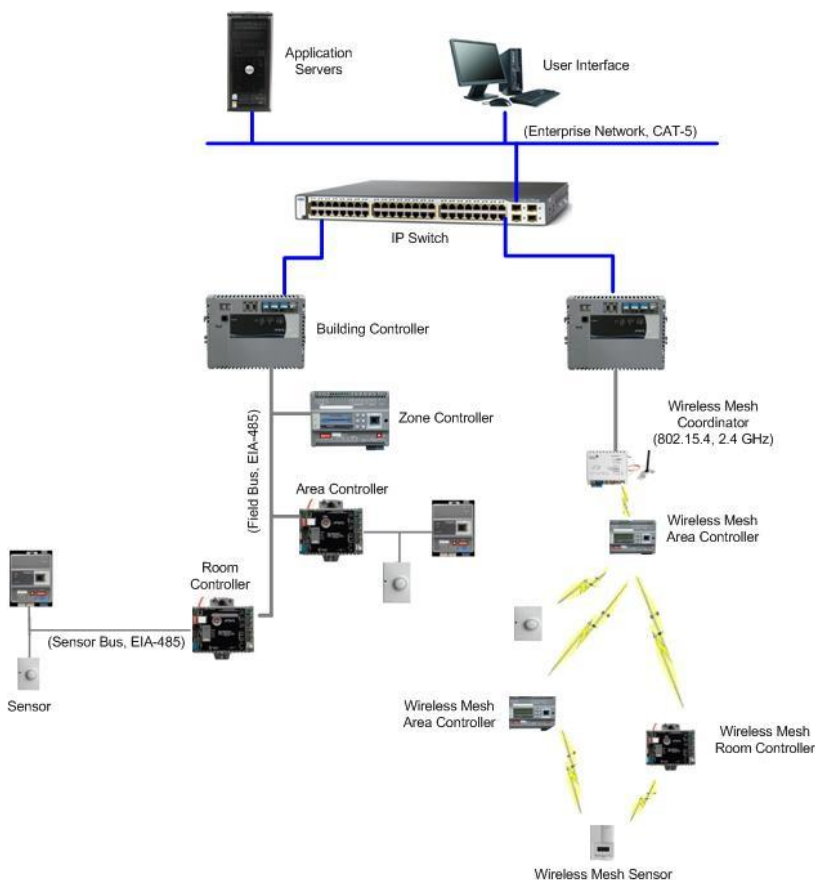 Application
Servers
User Interface
(Enterprise Network, CAT-5)
IP Switch
Building Controller
Zone Controller
(Field Bus, EIA-485)
Area Controller
Room
Controller
(Sensor Bus, EIA-485)
Sensor
Wireless Mesh
Coordinator
(802.15.4, 2.4 GHz)
Wireless Mesh
Area Controller
Wireless Mesh
Area Controller
Wireless Mesh
Room Controller
Wireless Mesh Sensor